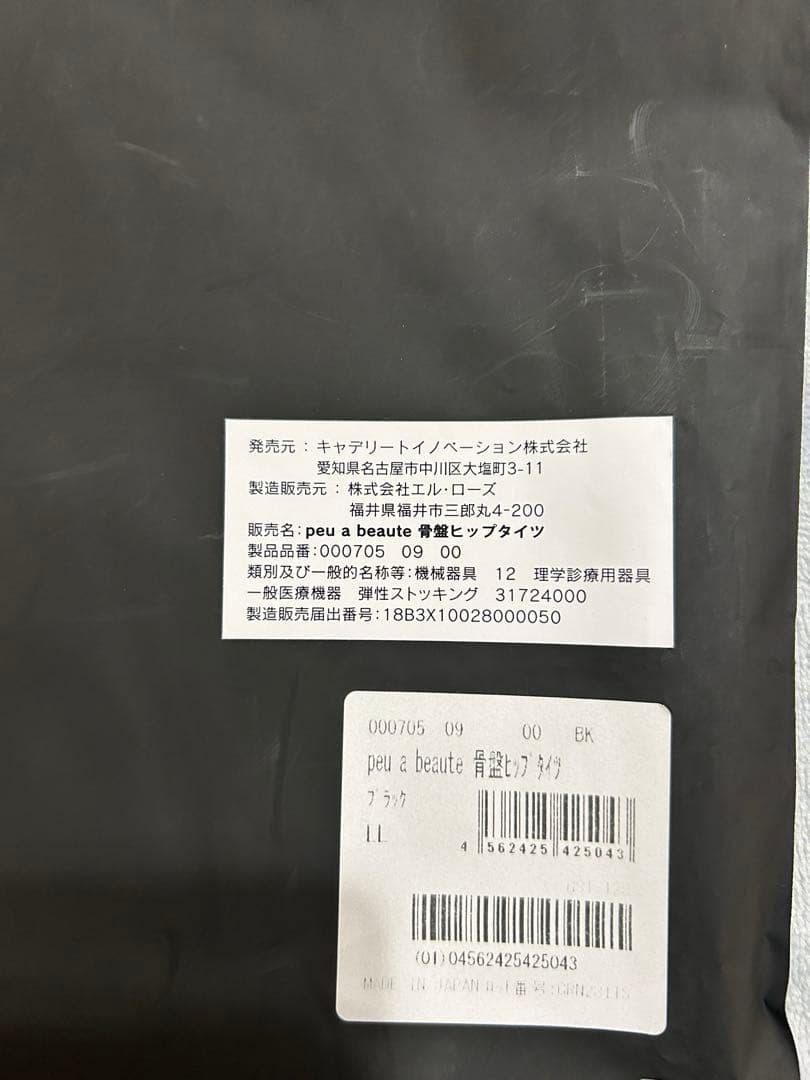 発売元：キャデリートイノベーション株式会社
愛知県名古屋市中川区大塩町3-11
製造販売元：株式会社エル・ローズ
福井県福井市三郎丸4-200
販売名：peu a beaute 骨盤ヒップタイツ
製品品番：000705 09 00
類別及び一般的名称等：機械器具 12 理学診療用器具
一般医療機器 弾性ストッキング 31724000
製造販売届出番号：18B3X10028000050
000705 09 00 BK
peu a beaute 骨盤ﾋｯﾌﾟﾀｲﾂ
ﾌﾞﾗｯｸ
LL
4 562425 425043
(01)04562425425043
MADE IN JAPAN ﾛｯﾄ番号: